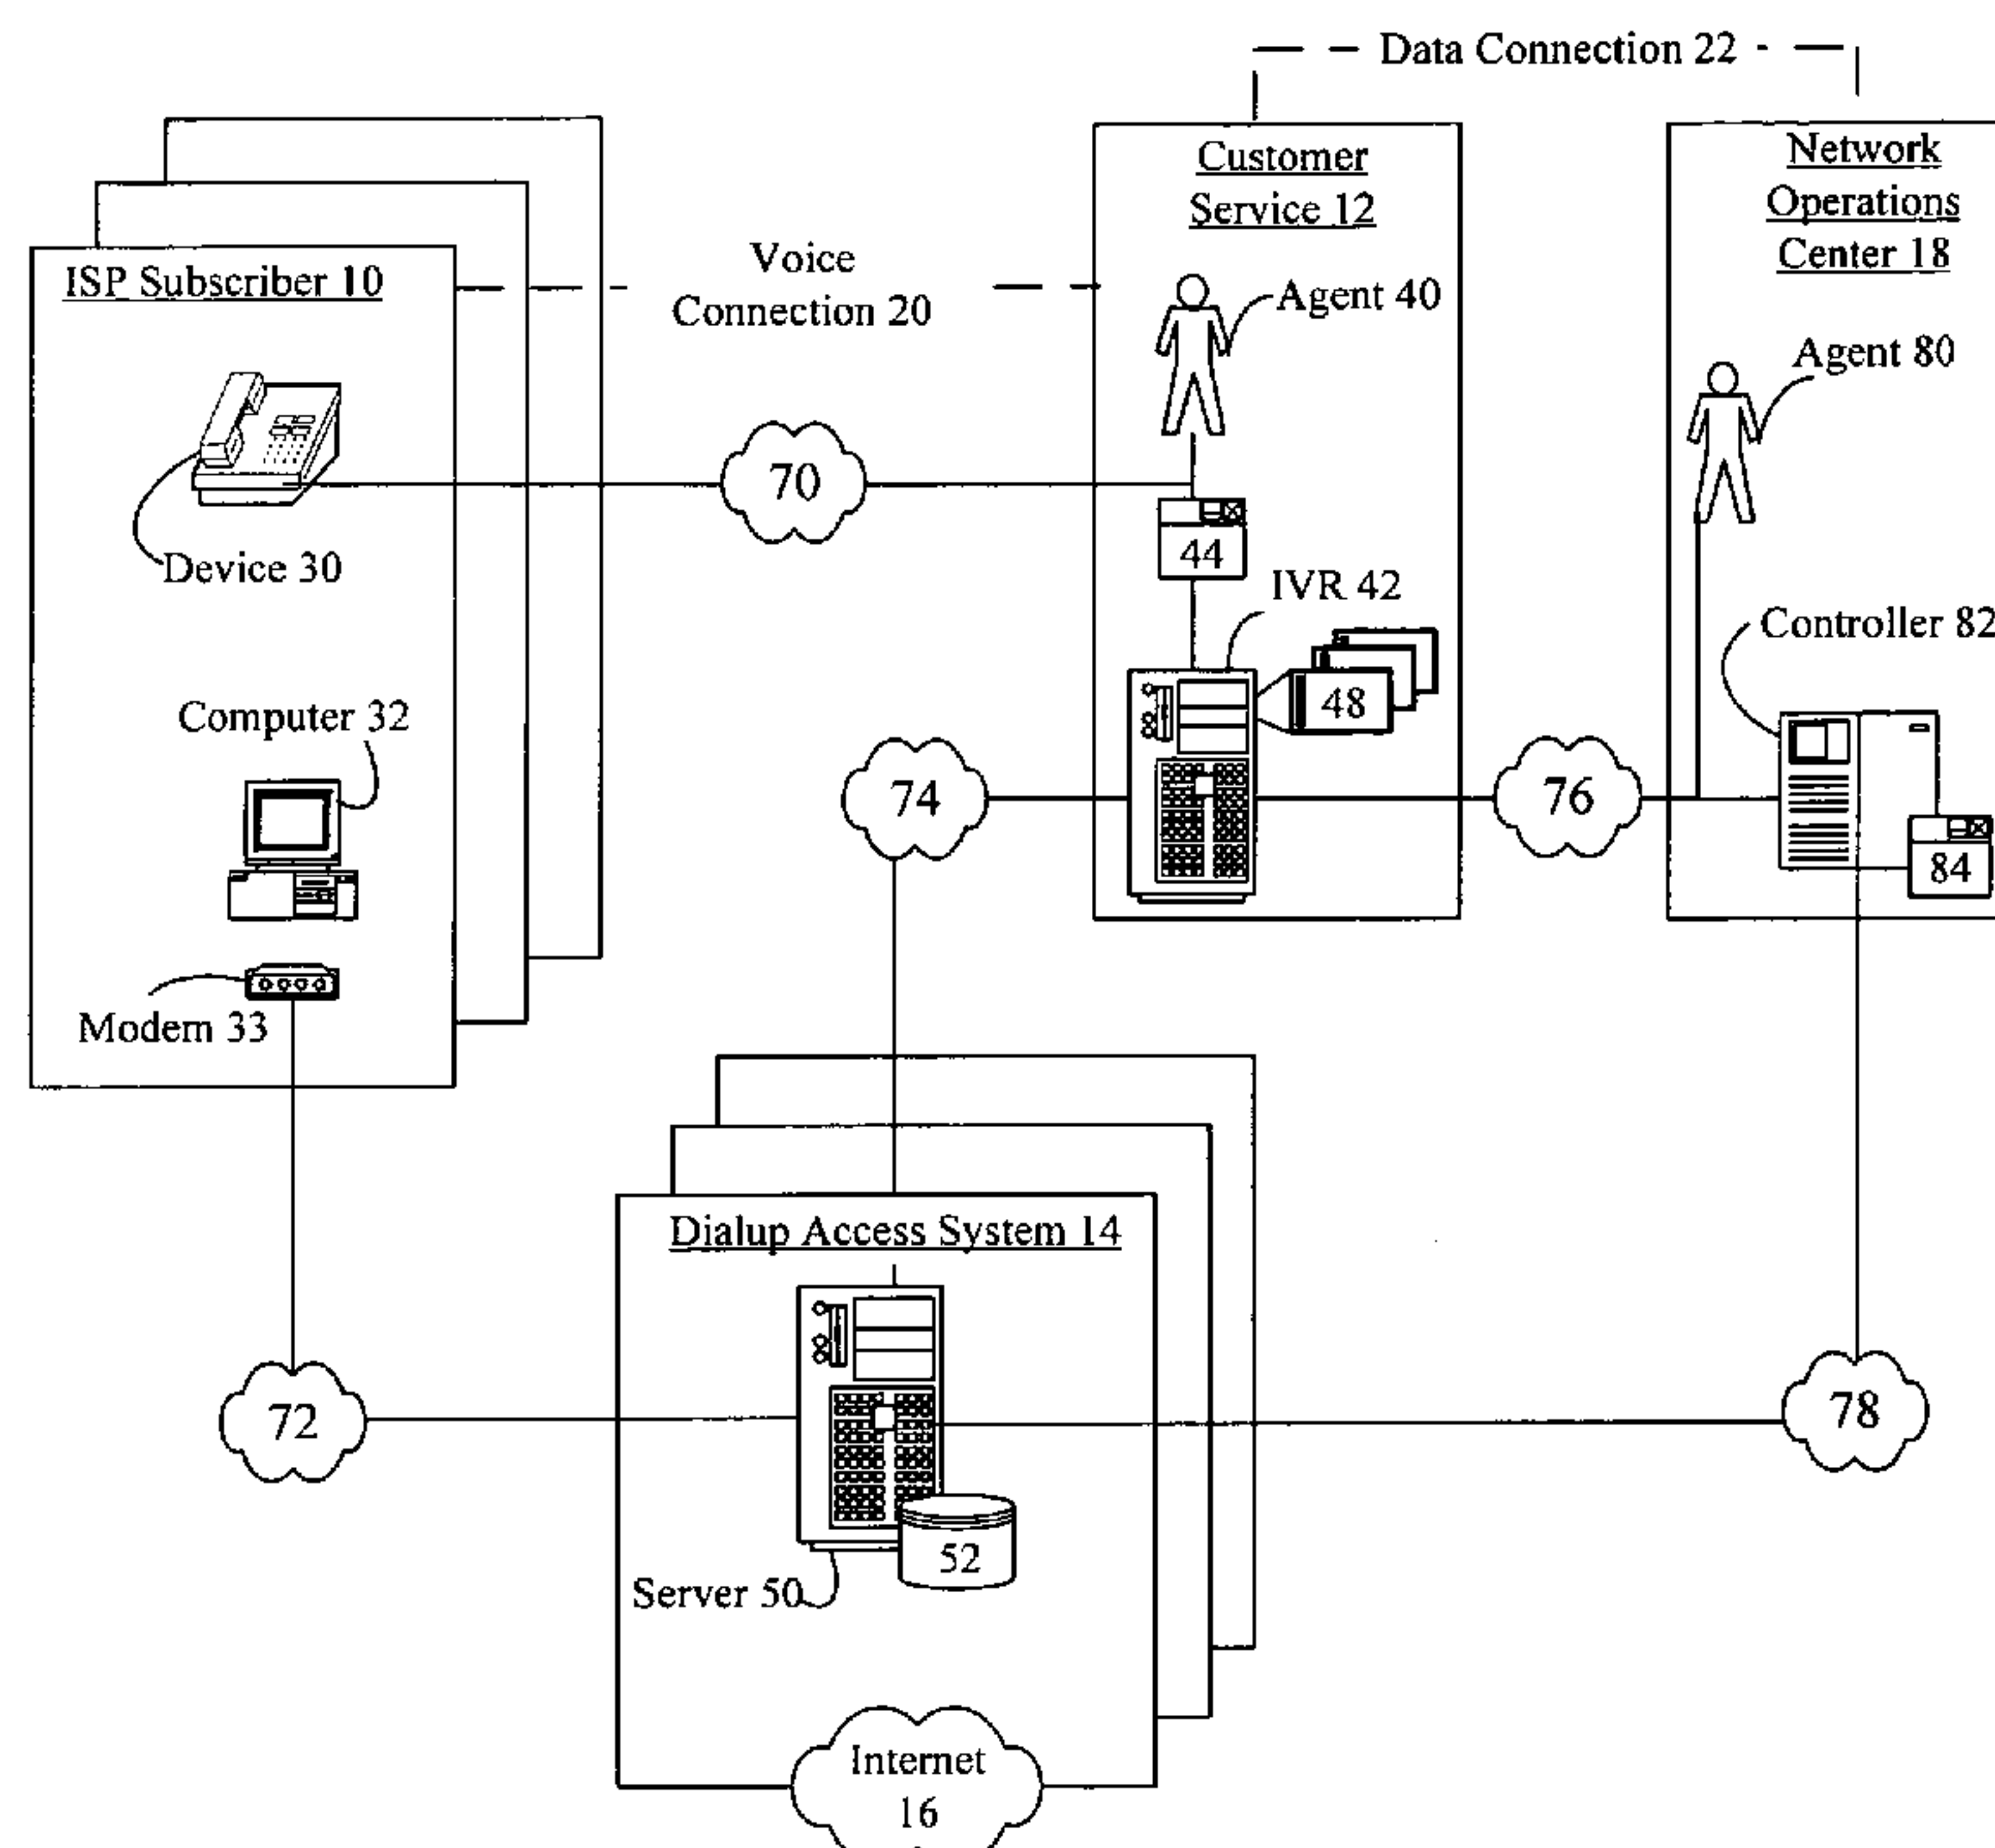 Data Connection 22
Customer
Service 12
Network
Operations
Center 18
ISP Subscriber 10
Voice
Connection 20
Agent 40
Agent 80
70
44
Device 30
IVR 42
48
Controller 82
Computer 32
74
76
84
Modem 33
Dialup Access System 14
72
78
52
Server 50
Internet
16